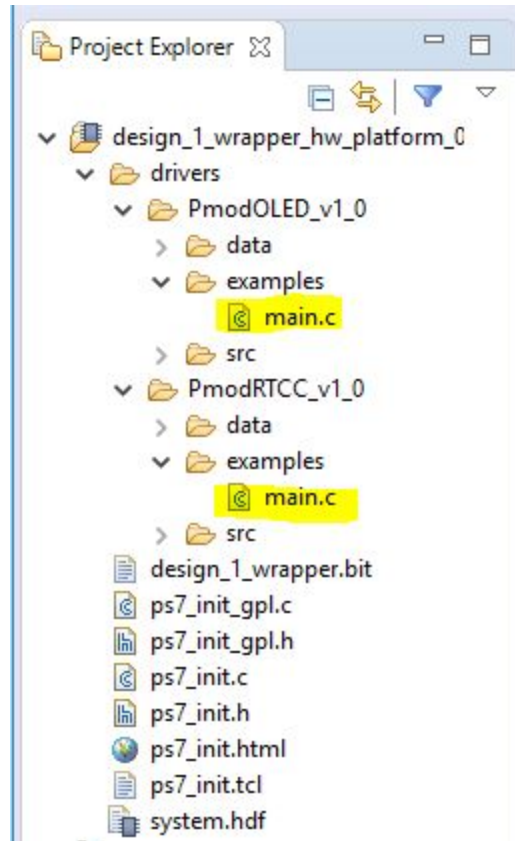 Project Explorer
design_1_wrapper_hw_platform_0
drivers
PmodOLED_v1_0
data
examples
main.c
src
PmodRTCC_v1_0
data
examples
main.c
src
design_1_wrapper.bit
ps7_init_gpl.c
ps7_init_gpl.h
ps7_init.c
ps7_init.h
ps7_init.html
ps7_init.tcl
system.hdf